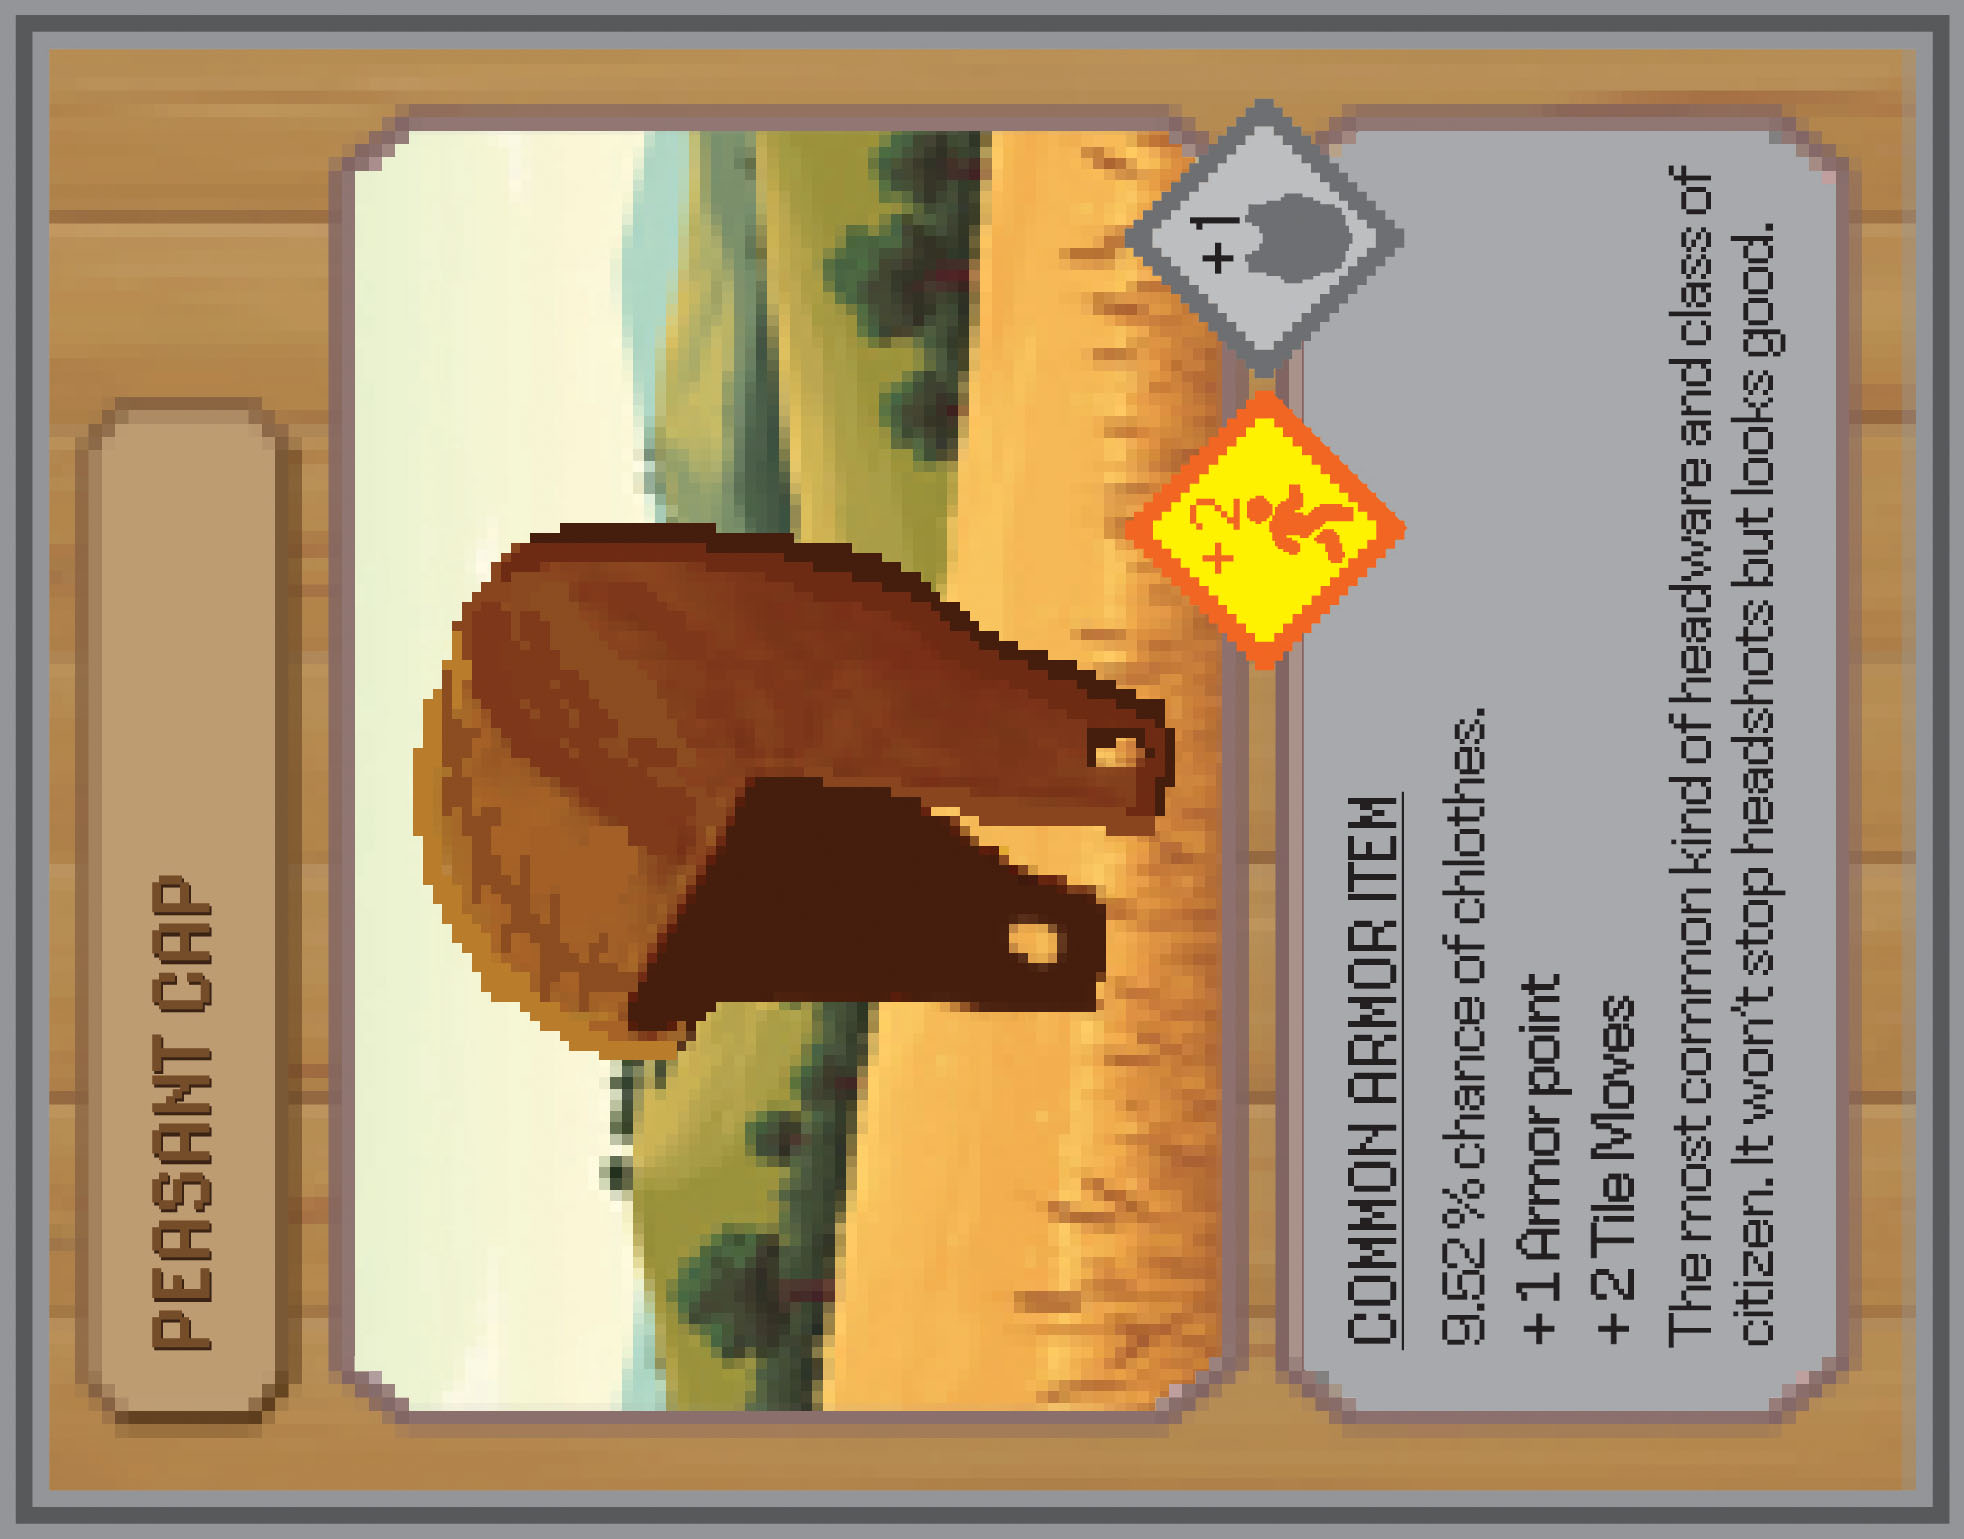 PEASANT CAP
+2
+1
COMMON ARMOR ITEM
9.52% chance of chlothes.
+1 Armor point
+2 Tile Moves
The most common kind of headware and class of
citizen. It won't stop headshots but looks good.